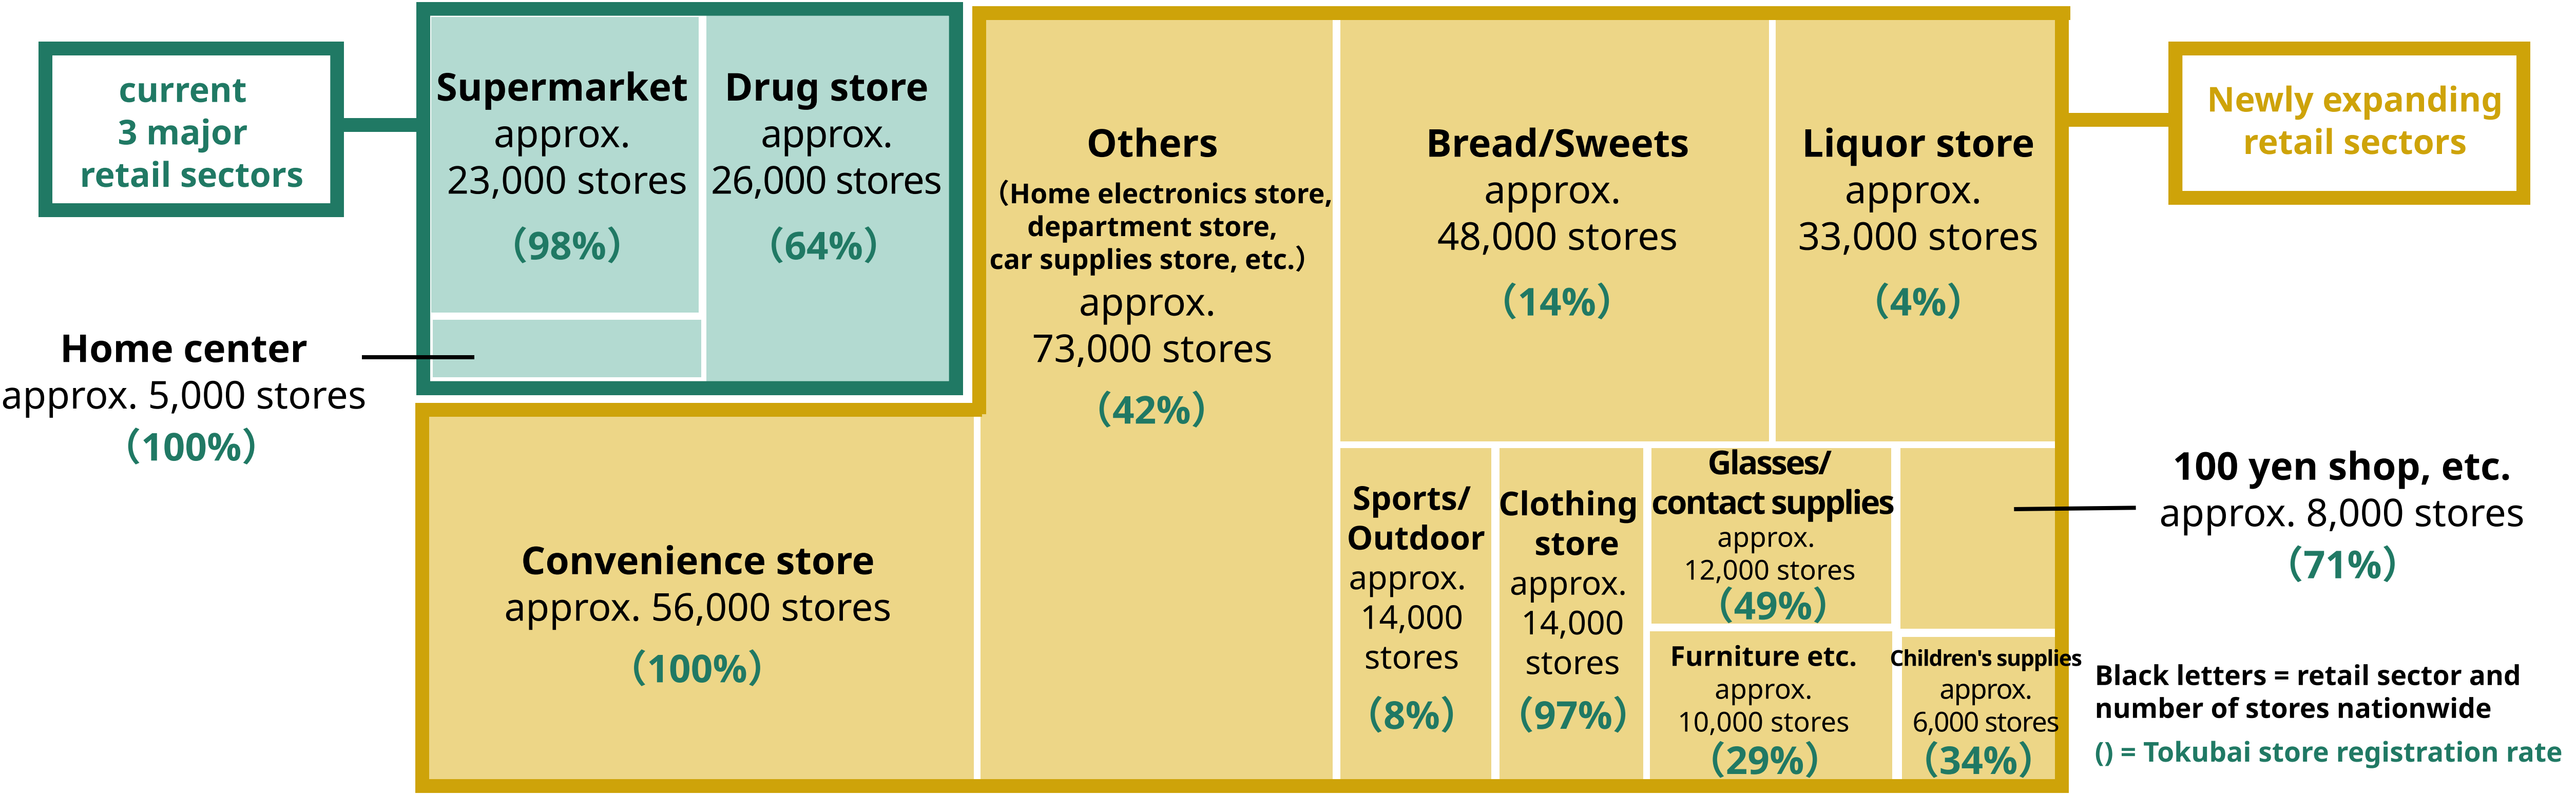 current
3 major
retail sectors
Supermarket
approx.
23,000 stores
(98%)
Drug store
approx.
26,000 stores
(64%)
Home center
approx. 5,000 stores
(100%)
Others
(Home electronics store,
department store,
car supplies store, etc.)
approx.
73,000 stores
(42%)
Bread/Sweets
approx.
48,000 stores
(14%)
Liquor store
approx.
33,000 stores
(4%)
Newly expanding
retail sectors
Convenience store
approx. 56,000 stores
(100%)
Sports/
Outdoor
approx.
14,000
stores
(8%)
Clothing
store
approx.
14,000
stores
(97%)
Glasses/
contact supplies
approx.
12,000 stores
(49%)
Furniture etc.
approx.
10,000 stores
(29%)
100 yen shop, etc.
approx. 8,000 stores
(71%)
Children's supplies
approx.
6,000 stores
(34%)
Black letters = retail sector and
number of stores nationwide
() = Tokubai store registration rate